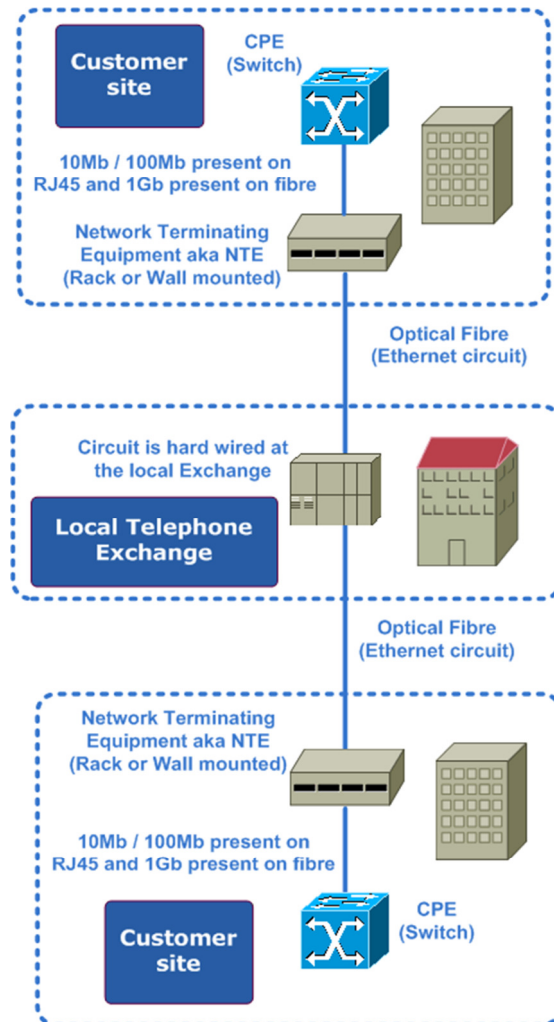 Customer
site
CPE
(Switch)
10Mb / 100Mb present on
RJ45 and 1Gb present on fibre
Network Terminating
Equipment aka NTE
(Rack or Wall mounted)
Optical Fibre
(Ethernet circuit)
Circuit is hard wired at
the local Exchange
Local Telephone
Exchange
Optical Fibre
(Ethernet circuit)
Network Terminating
Equipment aka NTE
(Rack or Wall mounted)
10Mb / 100Mb present on
RJ45 and 1Gb present on fibre
CPE
(Switch)
Customer
site